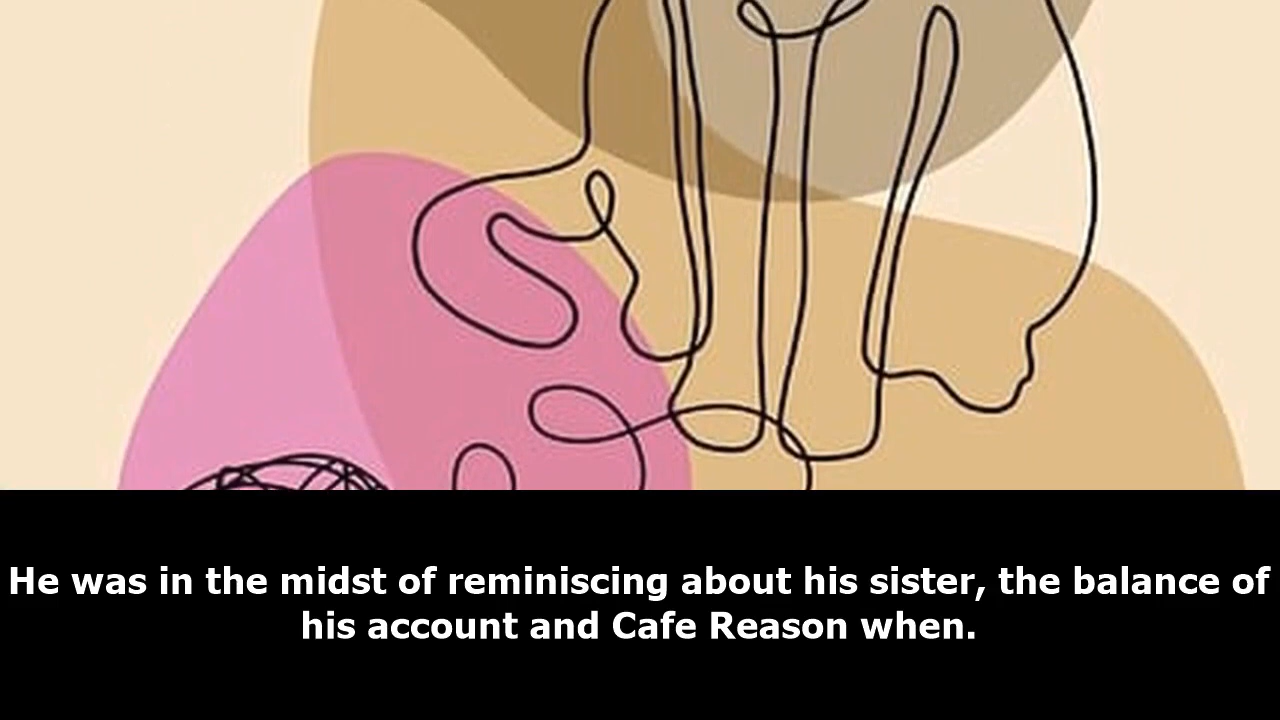 He was in the midst of reminiscing about his sister, the balance of
his account and Cafe Reason when.